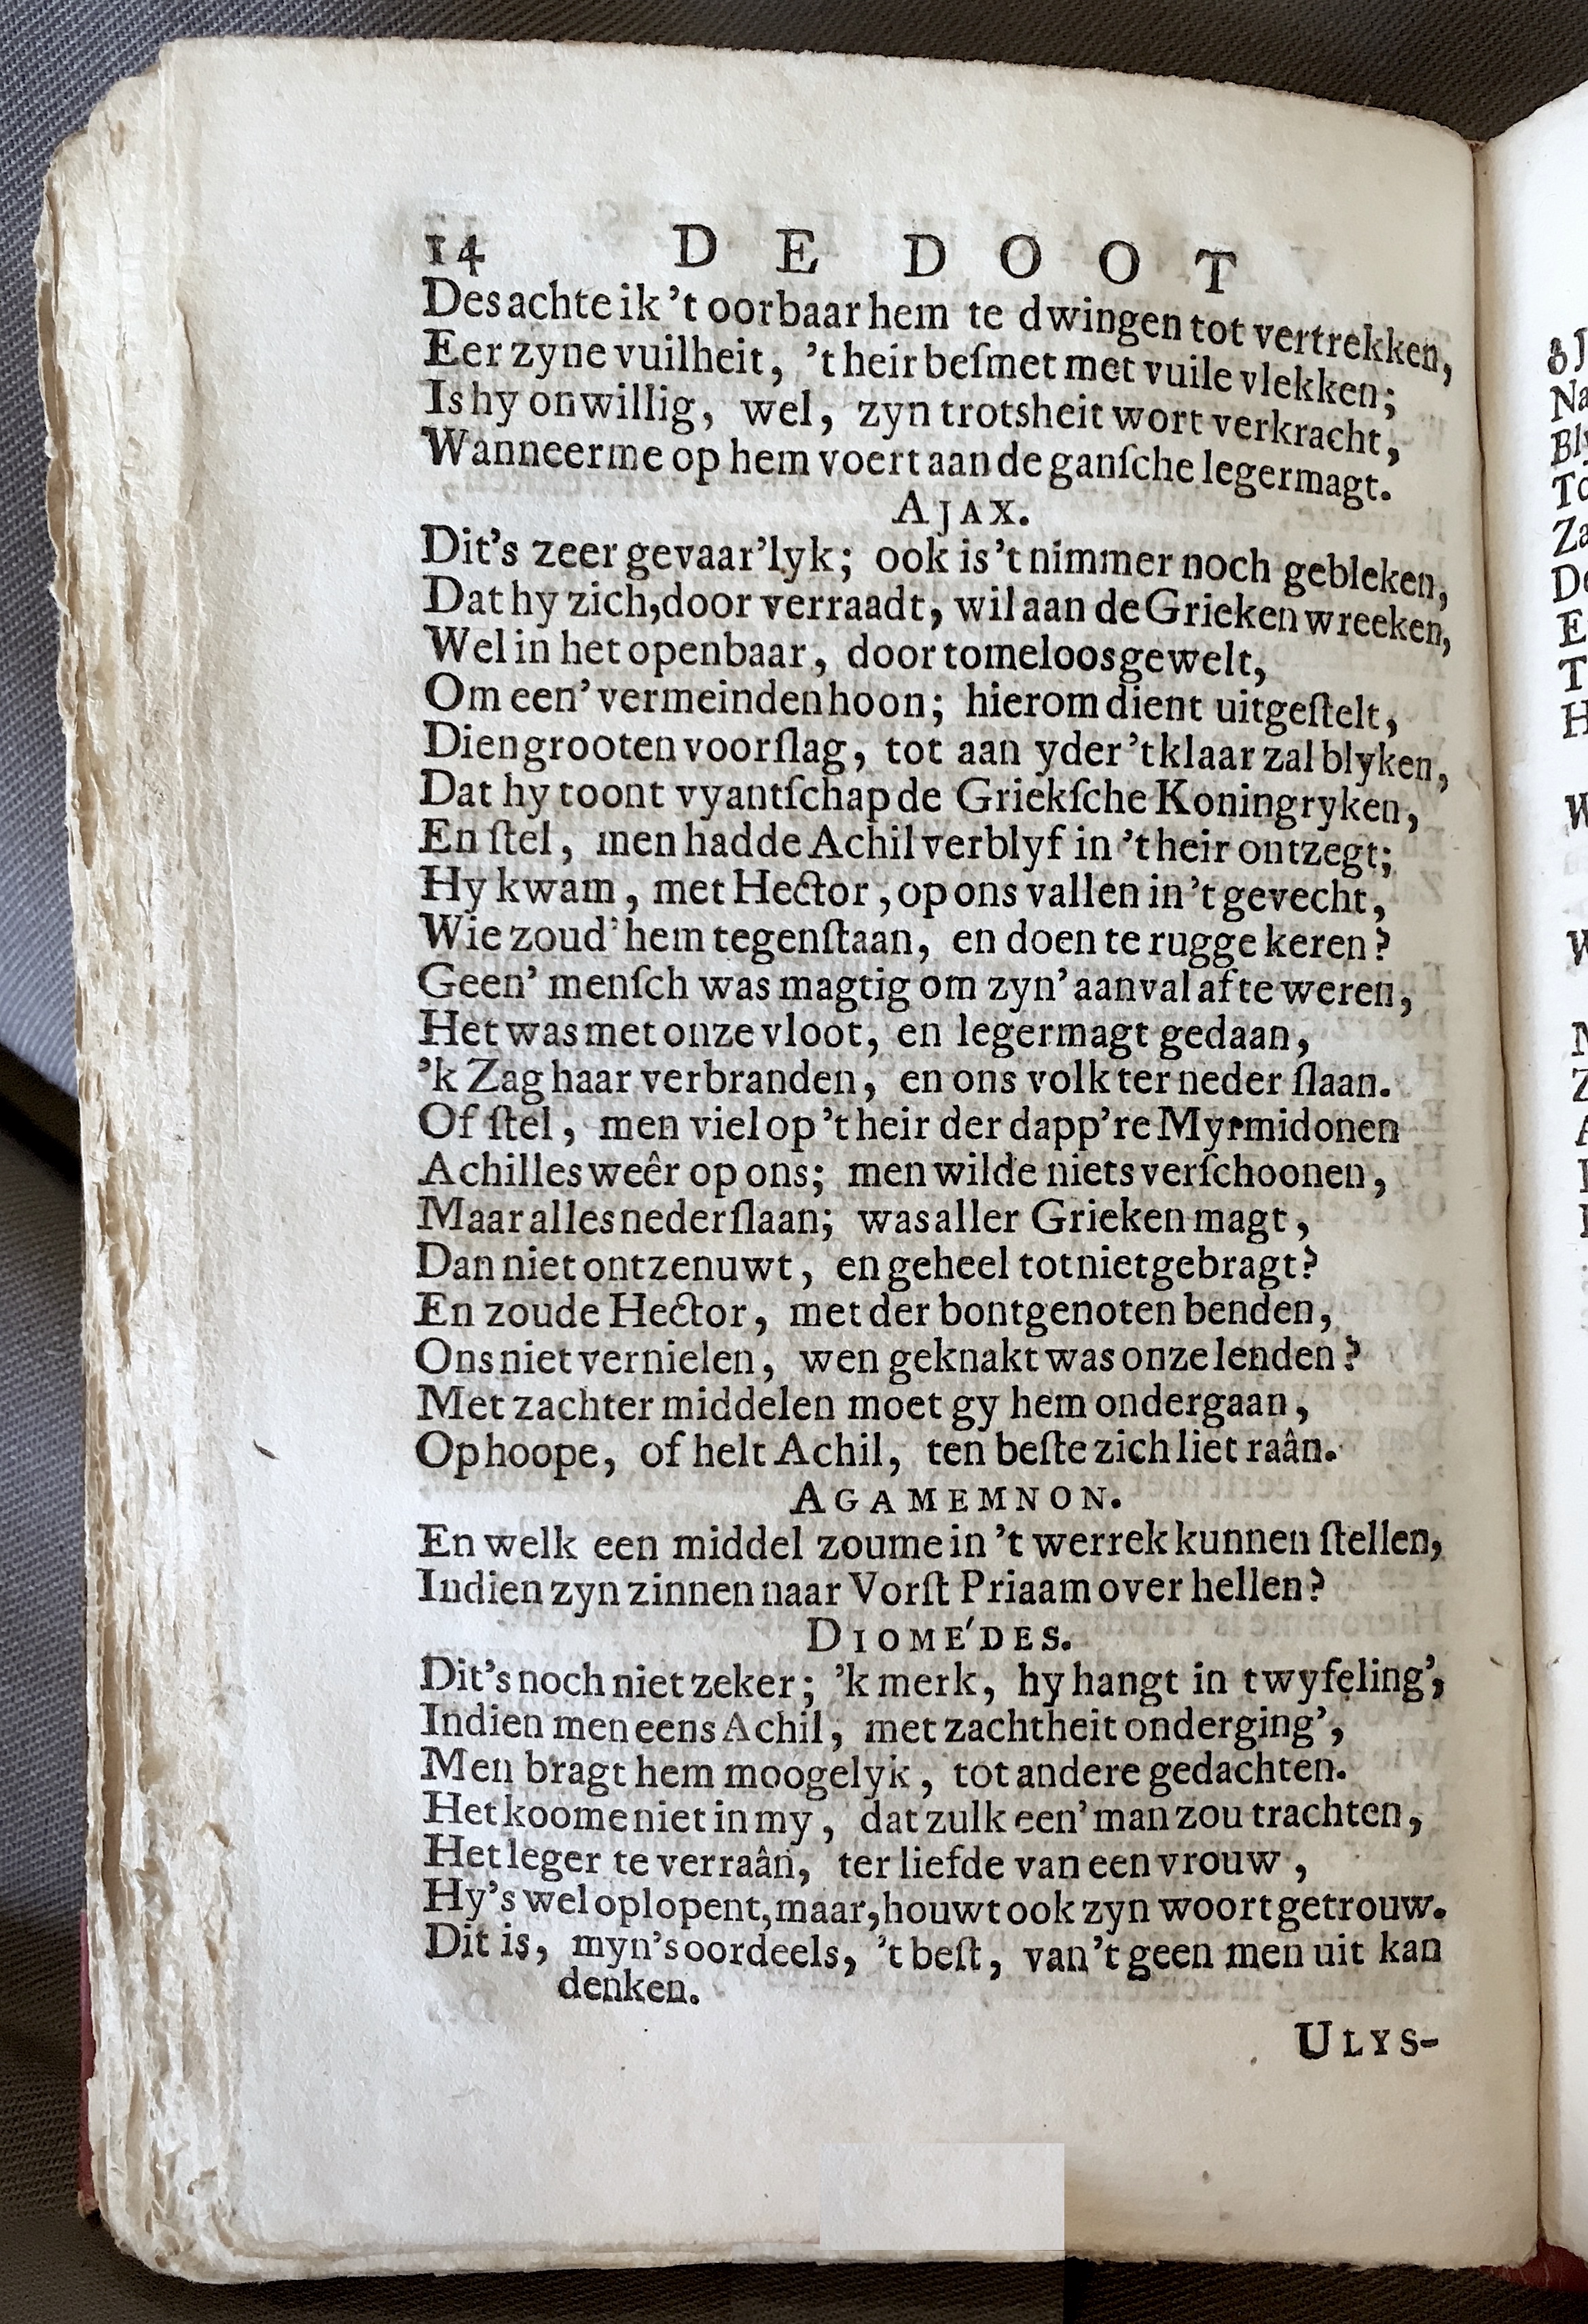 14 DE DOOT
Des achte ik 't oorbaar hem te dwingen tot vertrekken,
Eer zyne vuilheit, 't heir beſmet met vuile vlekken;
Is hy onwillig, wel, zyn trotsheit wort verkracht,
Wanneer me op hem voert aan de ganſche legermagt.
AJAX.
Dit's zeer gevaar'lyk; ook is 't nimmer noch gebleken,
Dat hy zich, door verraadt, wil aan de Grieken wreeken,
Wel in het openbaar, door tomeloos gewelt,
Om een' vermeinden hoon; hierom dient uitgeſtelt,
Dien grooten voorſlag, tot aan yder 't klaar zal blyken,
Dat hy toont vyantſchap de Griekſche Koningryken,
En ſtel, men hadde Achil verblyf in 't heir ontzegt;
Hy kwam, met Hector, op ons vallen in 't gevecht,
Wie zoud' hem tegenſtaan, en doen te rugge keren?
Geen' menſch was magtig om zyn' aanval af te weren,
Het was met onze vloot, en legermagt gedaan,
'k Zag haar verbranden, en ons volk ter neder ſlaan.
Of ſtel, men viel op 't heir der dapp're Myrmidonen
Achilles weêr op ons; men wilde niets verſchoonen,
Maar alles nederſlaan; was aller Grieken magt,
Dan niet ontzenuwt, en geheel tot niet gebragt?
En zoude Hector, met der bontgenoten benden,
Ons niet vernielen, wen geknakt was onze lenden?
Met zachter middelen moet gy hem ondergaan,
Op hoope, of helt Achil, ten beſte zich liet raân.
AGAMEMNON.
En welk een middel zoume in 't werrek kunnen ſtellen,
Indien zyn zinnen naar Vorſt Priaam over hellen?
DIOMÉDES.
Dit's noch niet zeker; 'k merk, hy hangt in twyfeling',
Indien men eens Achil, met zachtheit onderging',
Men bragt hem moogelyk, tot andere gedachten.
Het koome niet in my, dat zulk een' man zou trachten,
Het leger te verraân, ter liefde van een vrouw,
Hy's wel oplopent, maar, houwt ook zyn woort getrouw.
Dit is, myn's oordeels, 't beſt, van 't geen men uit kan
denken.
ULYS-